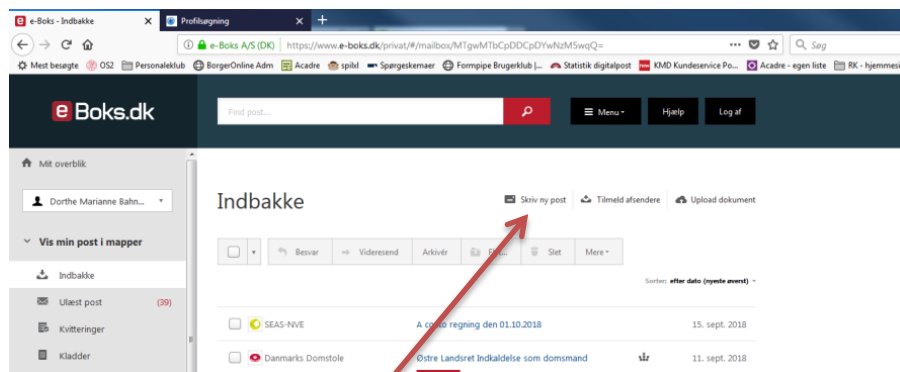 e-Boks - Indbakke Profilsøgning
e-Boks A/S (DK) https://www.e-boks.dk/privat/#/mailbox/MTgwMTbCpDDCpDYwNzM5wqQ= Søg
Mest besøgte OS2 Personaleklub BorgerOnline Adm Acadre spilxl Spørgeskemaer Formpipe Brugerklub |... Statistik digitalpost KMD Kundeservice Po... Acadre - egen liste RK - hjemmesi
e Boks.dk Find post... Menu Hjælp Log af
Mit overblik
Dorthe Marianne Bahn... Indbakke Skriv ny post Tilmeld afsendere Upload dokument
Vis min post i mapper
Besvar Videresend Arkivér Slet Mere
Indbakke
Sorter: efter dato (nyeste øverst)
Ulæst post (39)
Kvitteringer SEAS-NVE A conto regning den 01.10.2018 15. sept. 2018
Kladder Danmarks Domstole Østre Landsret Indkaldelse som domsmand 11. sept. 2018